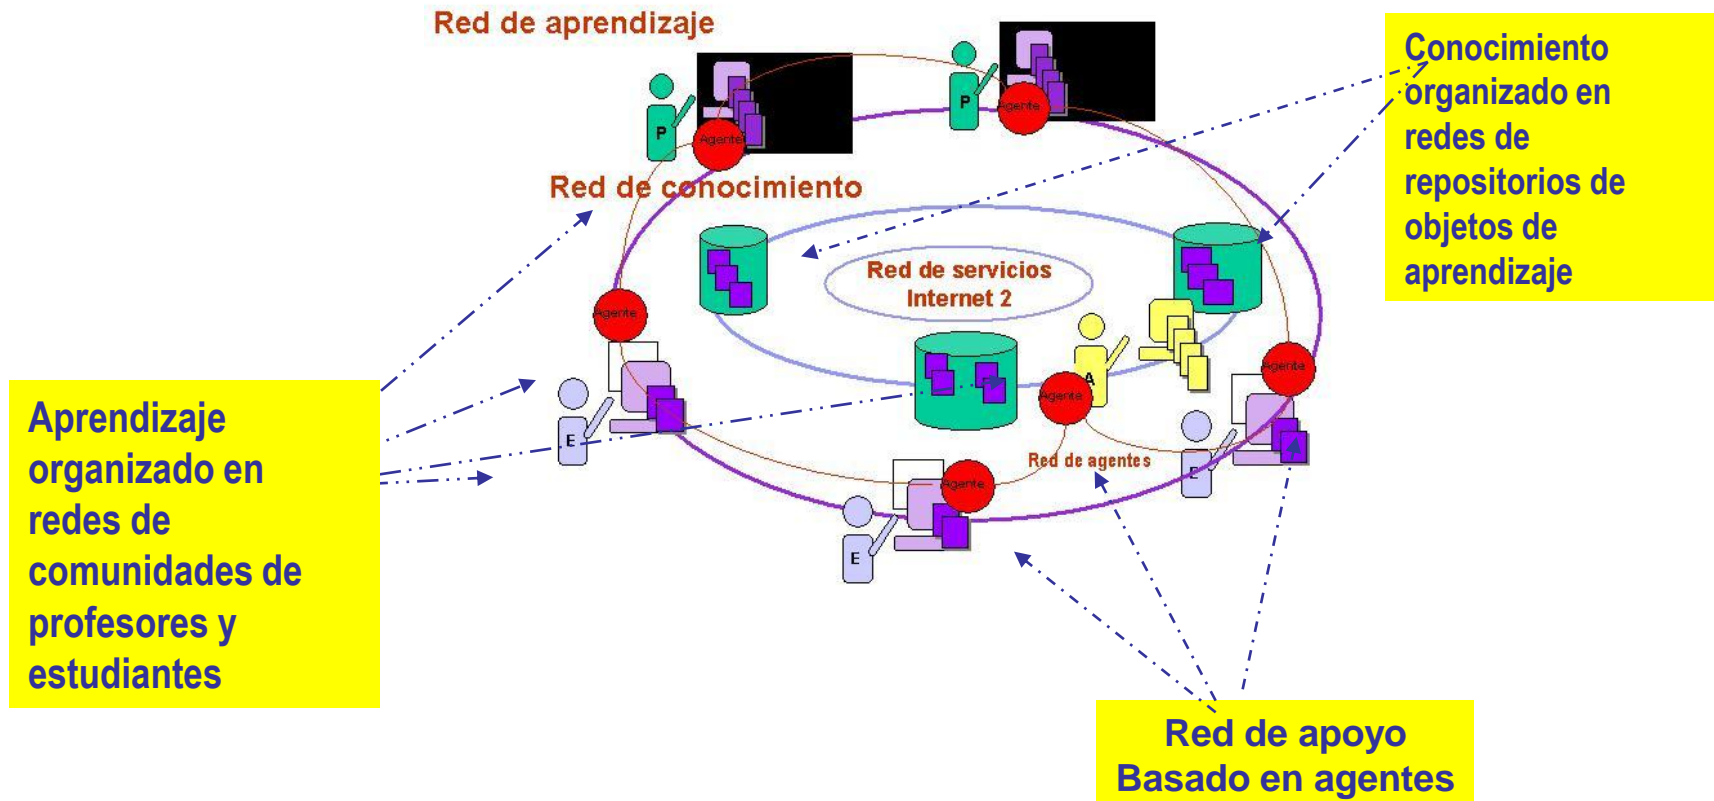 Red de aprendizaje
Conocimiento
organizado en
redes de
repositorios de
objetos de
aprendizaje
P
Agente
P
Agente
Red de conocimiento
Red de servicios
Internet 2
Agente
A
Agente
Agente
E
E
Red de agentes
Agente
E
Aprendizaje
organizado en
redes de
comunidades de
profesores y
estudiantes
Red de apoyo
Basado en agentes